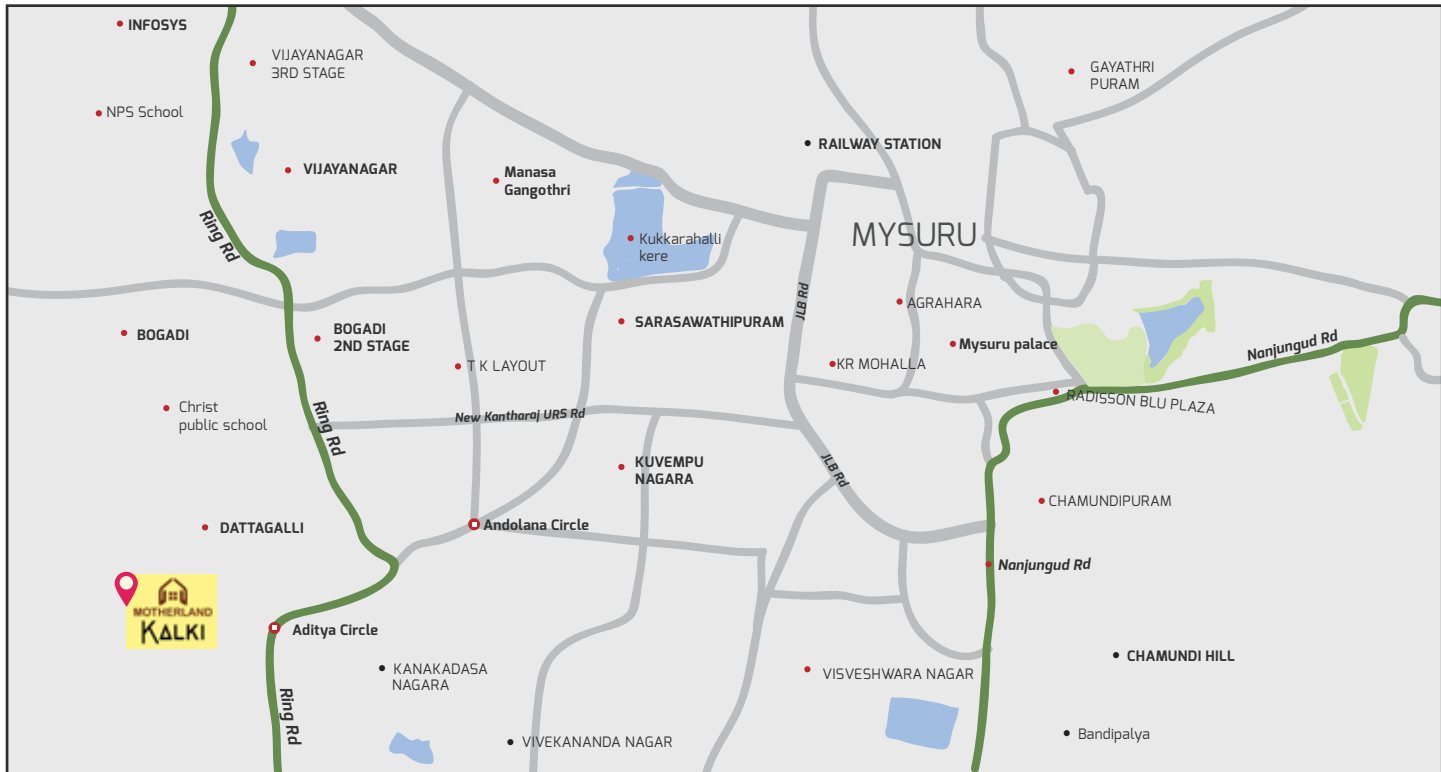 INFOSYS
VIJAYANAGAR
3RD STAGE
GAYATHRI
PURAM
NPS School
RAILWAY STATION
VIJAYANAGAR
Manasa
Gangothri
Ring Rd
Kukkarahalli
kere
MYSURU
JLB Rd
AGRAHARA
BOGADI
BOGADI
2ND STAGE
SARASAWATHIPURAM
Mysuru palace
Nanjungud Rd
T K LAYOUT
KR MOHALLA
RADISSON BLU PLAZA
Christ
public school
Ring Rd
New Kantharaj URS Rd
KUVEMPU
NAGARA
JLB Rd
CHAMUNDIPURAM
DATTAGALLI
Andolana Circle
Nanjungud Rd
MOTHERLAND
KALKI
Aditya Circle
KANAKADASA
NAGARA
VISVESHWARA NAGAR
CHAMUNDI HILL
Ring Rd
VIVEKANANDA NAGAR
Bandipalya